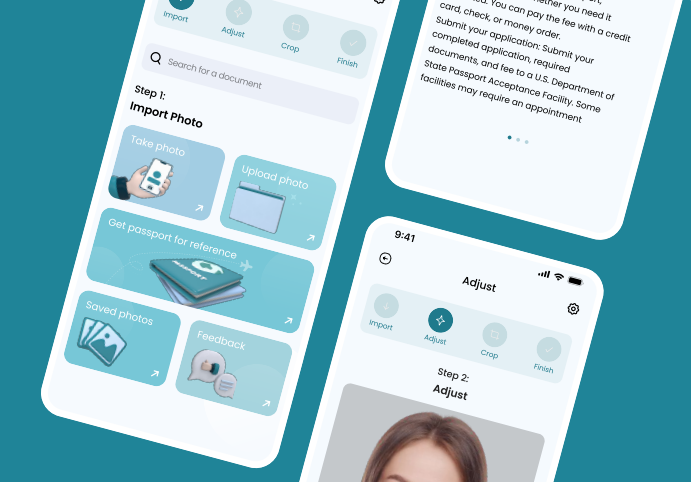 Import
Adjust
Crop
Finish
Search for a document
Step 1:
Import Photo
Take photo
Upload photo
Get passport for reference
PASSPORT
Saved photos
Feedback
you need it
You can pay the fee with a credit
card, check, or money order.
Submit your application: Submit your
completed application, required
documents, and fee to a U.S. Department of
State Passport Acceptance Facility. Some
facilities may require an appointment
9:41
Adjust
Import
Adjust
Crop
Finish
Step 2:
Adjust